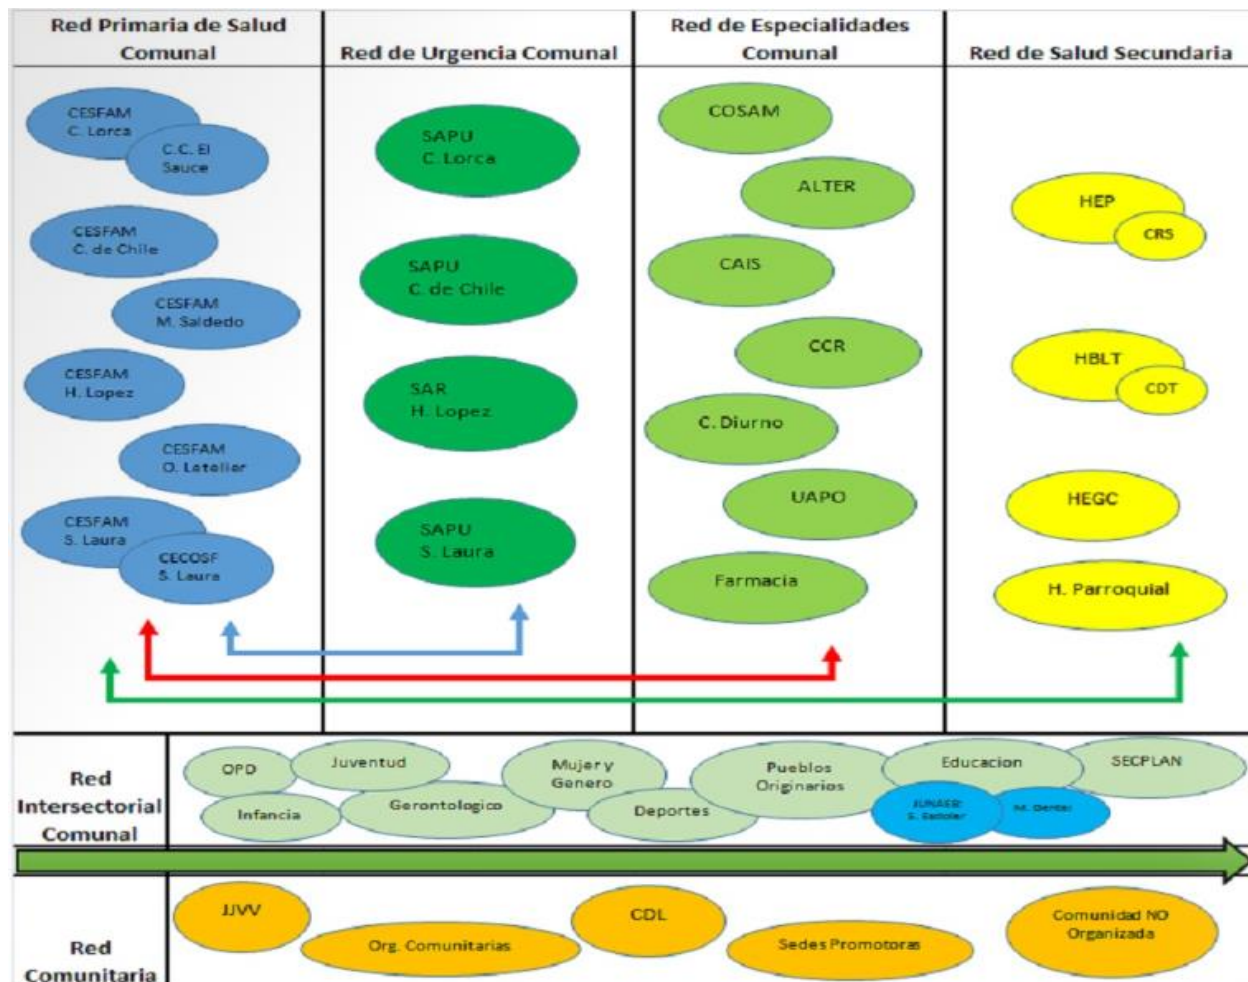 Red Primaria de Salud
Comunal
Red de Urgencia Comunal
Red de Especialidades
Comunal
Red de Salud Secundaria
CESFAM
C. Lorca
C.C. El
Sauce
CESFAM
C. de Chile
CESFAM
M. Saldedo
CESFAM
H. Lopez
CESFAM
O. Letelier
CESFAM
S. Laura
CECOSF
S. Laura
SAPU
C. Lorca
SAPU
C. de Chile
SAR
H. Lopez
SAPU
S. Laura
COSAM
ALTER
CAIS
CCR
C. Diurno
UAPO
Farmacia
HEP
CRS
HBLT
CDT
HEGC
H. Parroquial
Red
Intersectorial
Comunal
OPD
Juventud
Infancia
Gerontologico
Mujer y
Genero
Deportes
Pueblos
Originarios
Educacion
SECPLAN
JUNAEB:
S. Escolar
M. Dental
Red
Comunitaria
JJVV
Org. Comunitarias
CDL
Sedes Promotoras
Comunidad NO
Organizada